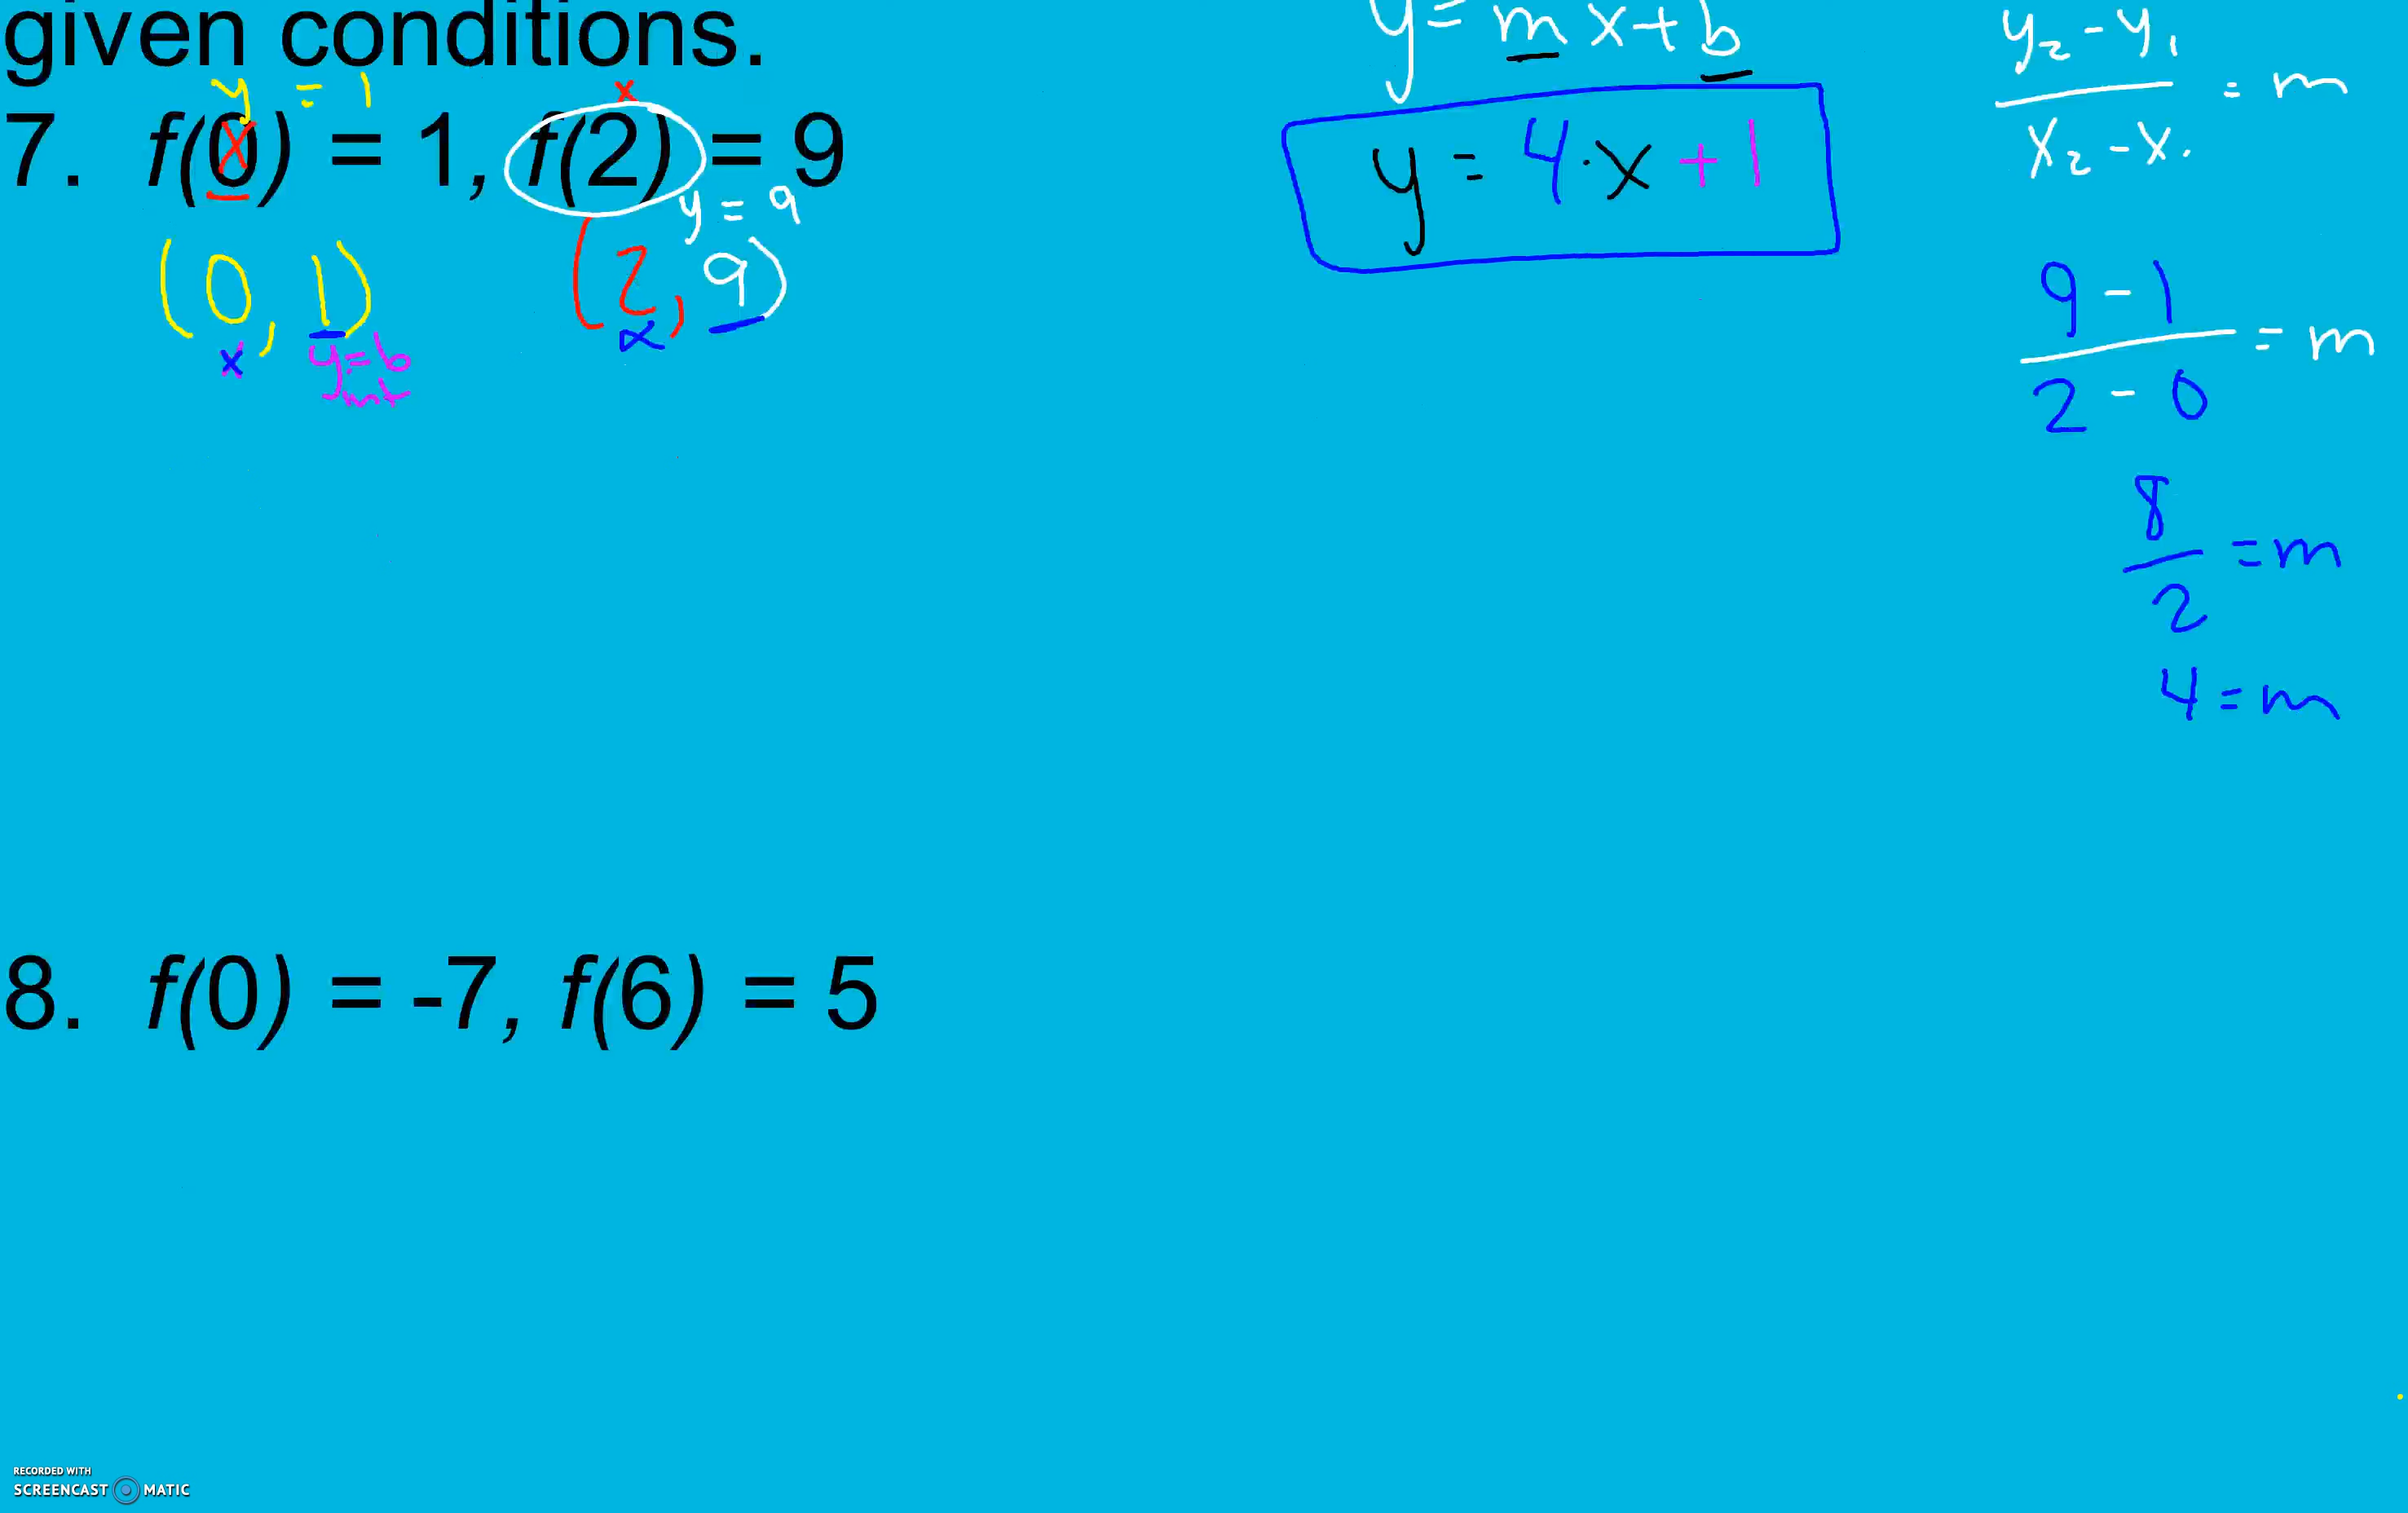 given conditions.
y = 1
x
7. f(0) = 1, f(2) = 9
x
y = 9
(0, 1)
(2, 9)
x
y = b
int
x
y = mx + b
y = 4·x + 1
y₂ - y₁
= m
x₂ - x₁
9 - 1
= m
2 - 0
8
= m
2
4 = m
8. f(0) = -7, f(6) = 5
RECORDED WITH
SCREENCAST MATIC